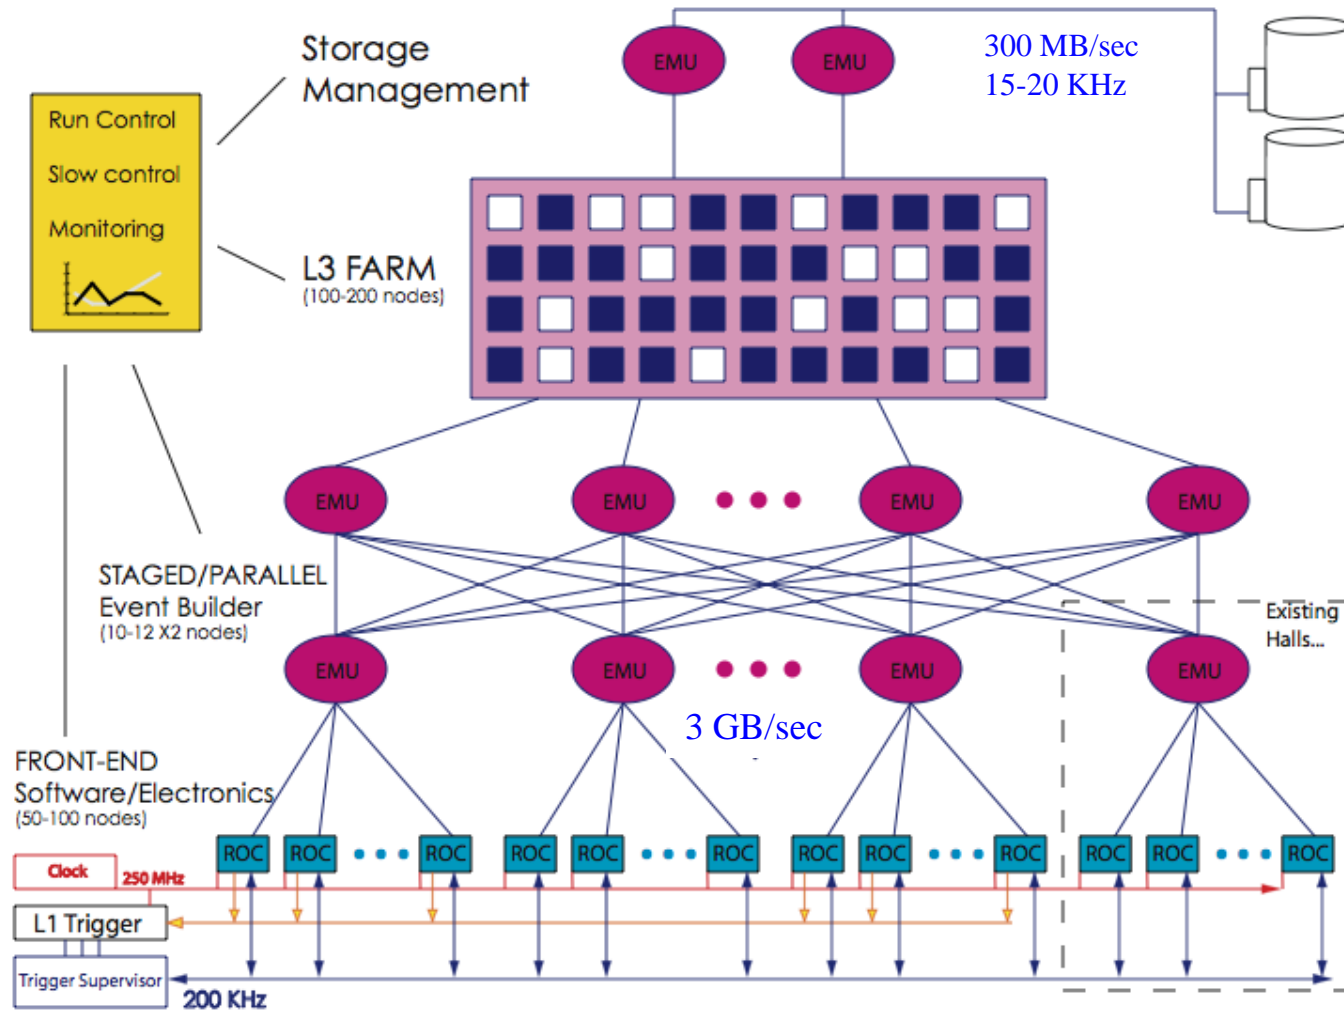 Storage
Management
EMU
EMU
300 MB/sec
15-20 KHz
Run Control
Slow control
Monitoring
L3 FARM
(100-200 nodes)
EMU
EMU
EMU
EMU
STAGED/PARALLEL
Event Builder
(10-12 X2 nodes)
Existing
Halls...
EMU
EMU
EMU
EMU
3 GB/sec
FRONT-END
Software/Electronics
(50-100 nodes)
ROC
ROC
ROC
ROC
ROC
ROC
ROC
ROC
ROC
ROC
ROC
ROC
Clock
250 MHz
L1 Trigger
Trigger Supervisor
200 KHz